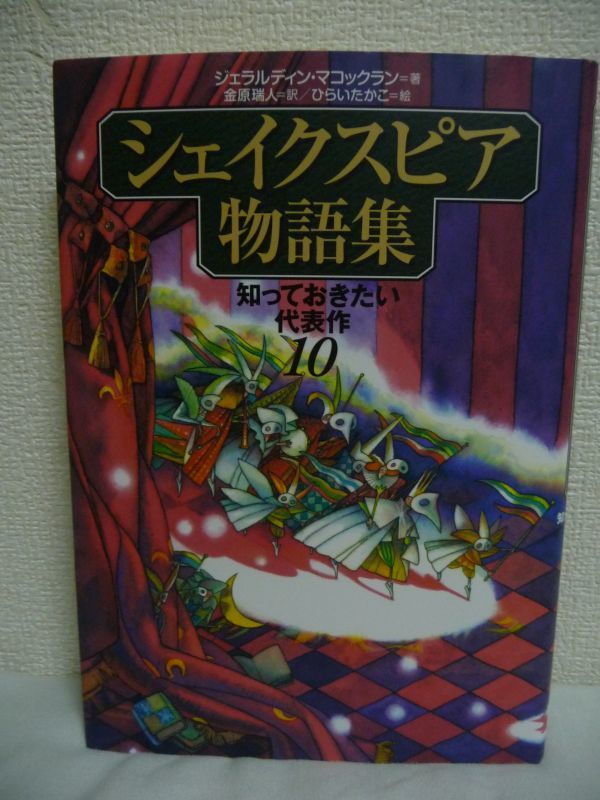 ジェラルディン・マコックラン=著
金原瑞人=訳/ひらいたかこ=絵
シェイクスピア
物語集
知っておきたい
代表作
10